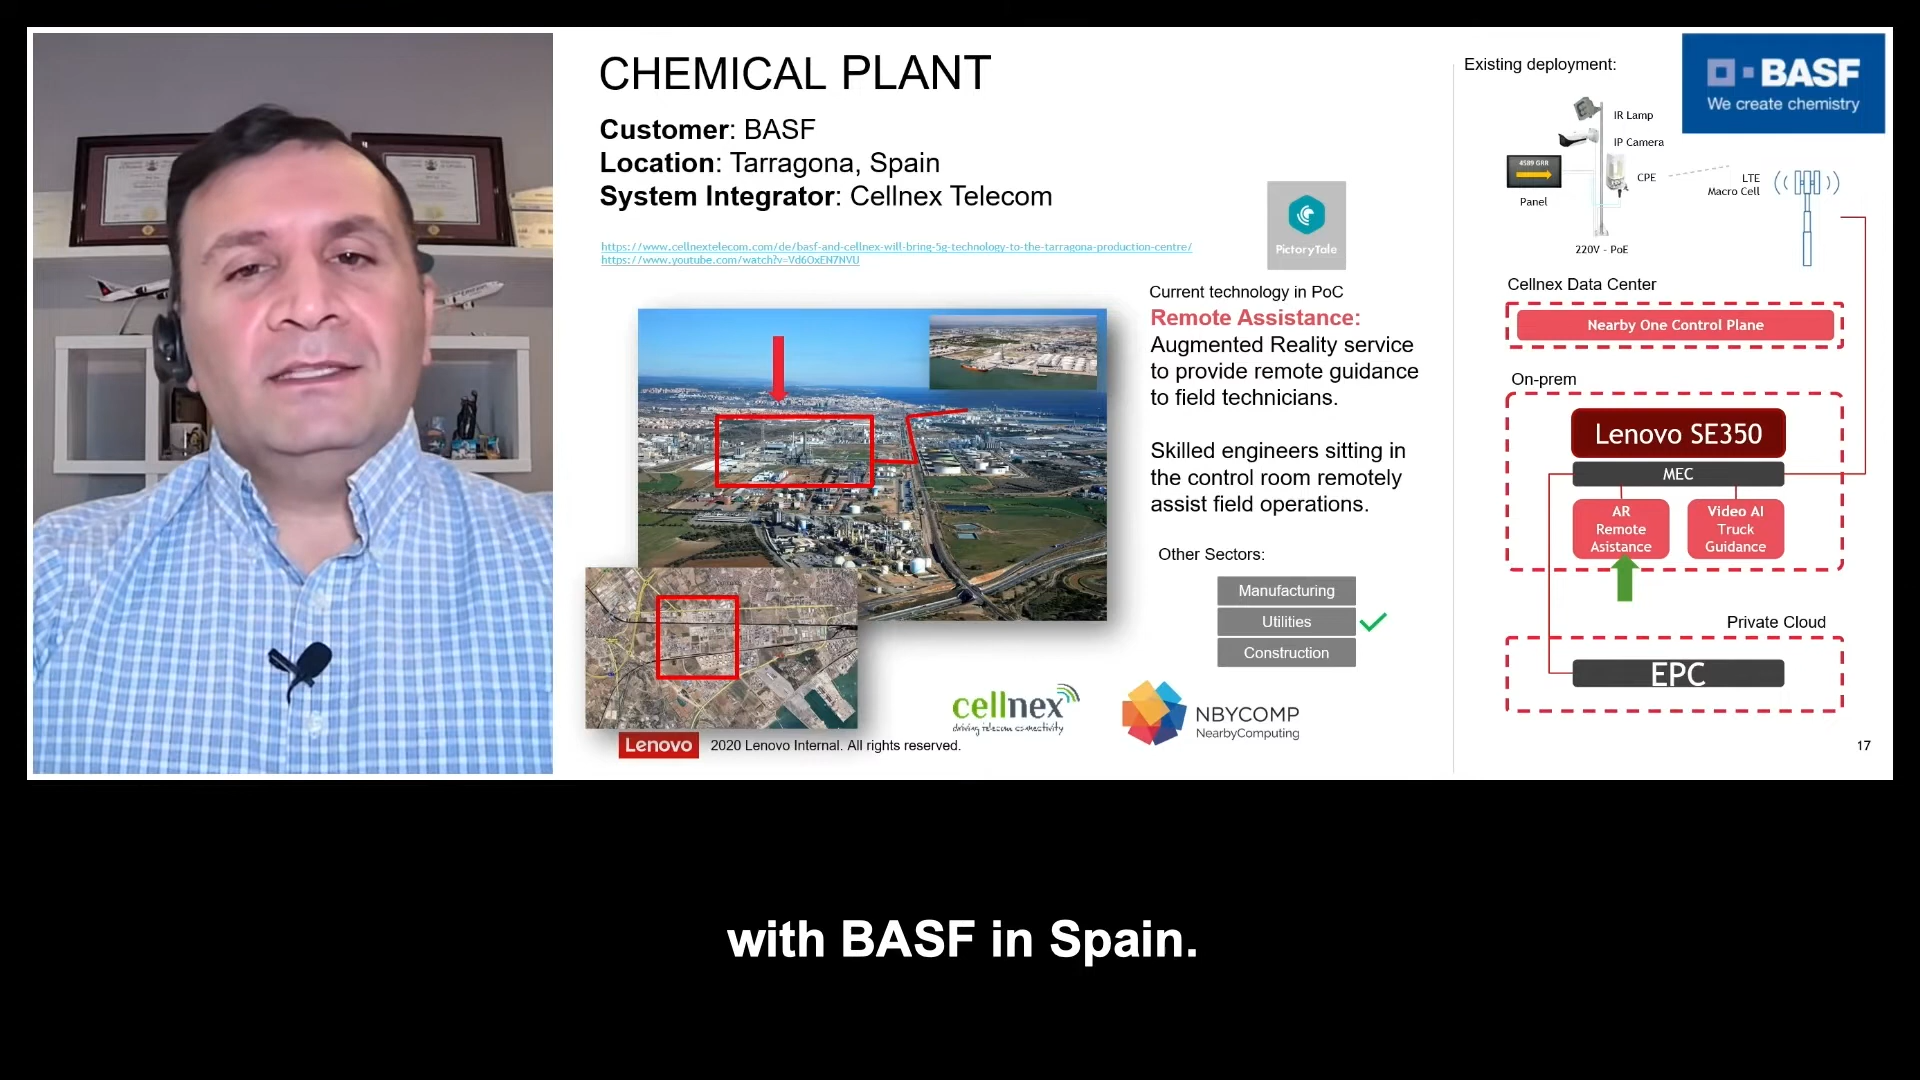 CHEMICAL PLANT
Customer: BASF
Location: Tarragona, Spain
System Integrator: Cellnex Telecom
https://www.cellnextelecom.com/de/basf-and-cellnex-will-bring-5g-technology-to-the-tarragona-production-centre/
https://www.youtube.com/watch?v=Vd6OxEN7NVU
PictoryTale
Current technology in PoC
Remote Assistance:
Augmented Reality service
to provide remote guidance
to field technicians.
Skilled engineers sitting in
the control room remotely
assist field operations.
Other Sectors:
Manufacturing
Utilities
Construction
cellnex
driving telecom connectivity
NBYCOMP
NearbyComputing
Lenovo
2020 Lenovo Internal. All rights reserved.
Existing deployment:
BASF
We create chemistry
IR Lamp
IP Camera
4589 GRR
CPE
Panel
LTE
Macro Cell
220V - PoE
Cellnex Data Center
Nearby One Control Plane
On-prem
Lenovo SE350
MEC
AR
Remote
Asistance
Video AI
Truck
Guidance
Private Cloud
EPC
17
with BASF in Spain.